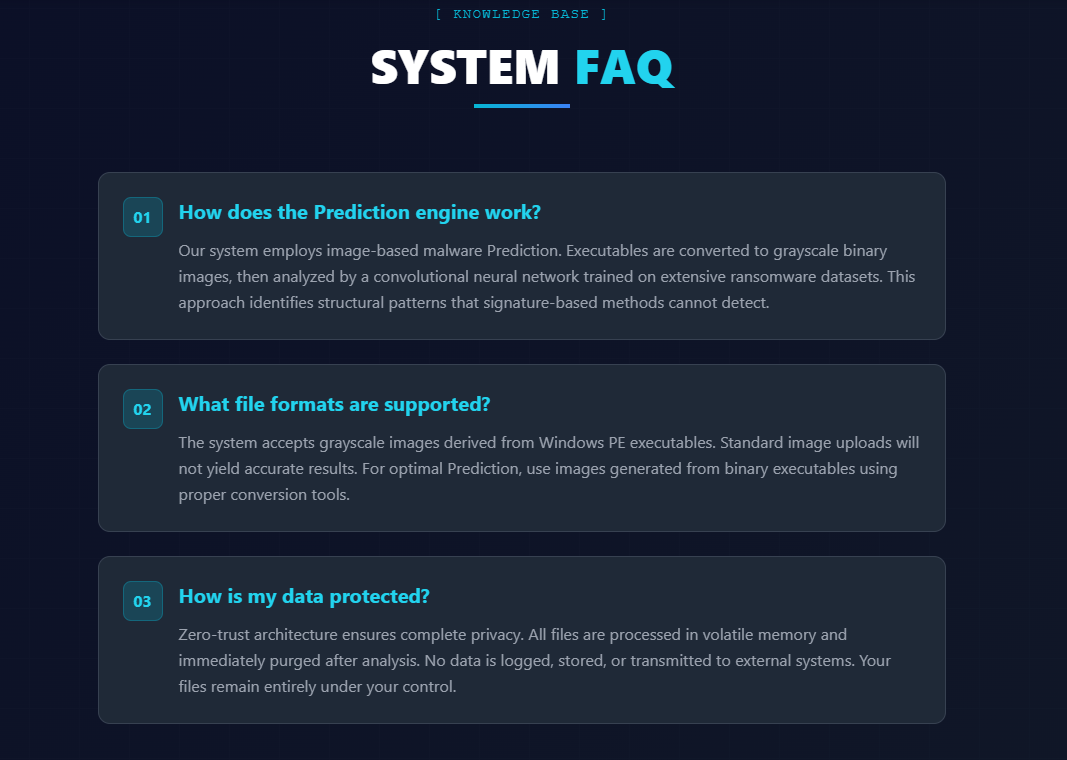 [ KNOWLEDGE BASE ]
SYSTEM FAQ
01
How does the Prediction engine work?
Our system employs image-based malware Prediction. Executables are converted to grayscale binary
images, then analyzed by a convolutional neural network trained on extensive ransomware datasets. This
approach identifies structural patterns that signature-based methods cannot detect.
02
What file formats are supported?
The system accepts grayscale images derived from Windows PE executables. Standard image uploads will
not yield accurate results. For optimal Prediction, use images generated from binary executables using
proper conversion tools.
03
How is my data protected?
Zero-trust architecture ensures complete privacy. All files are processed in volatile memory and
immediately purged after analysis. No data is logged, stored, or transmitted to external systems. Your
files remain entirely under your control.